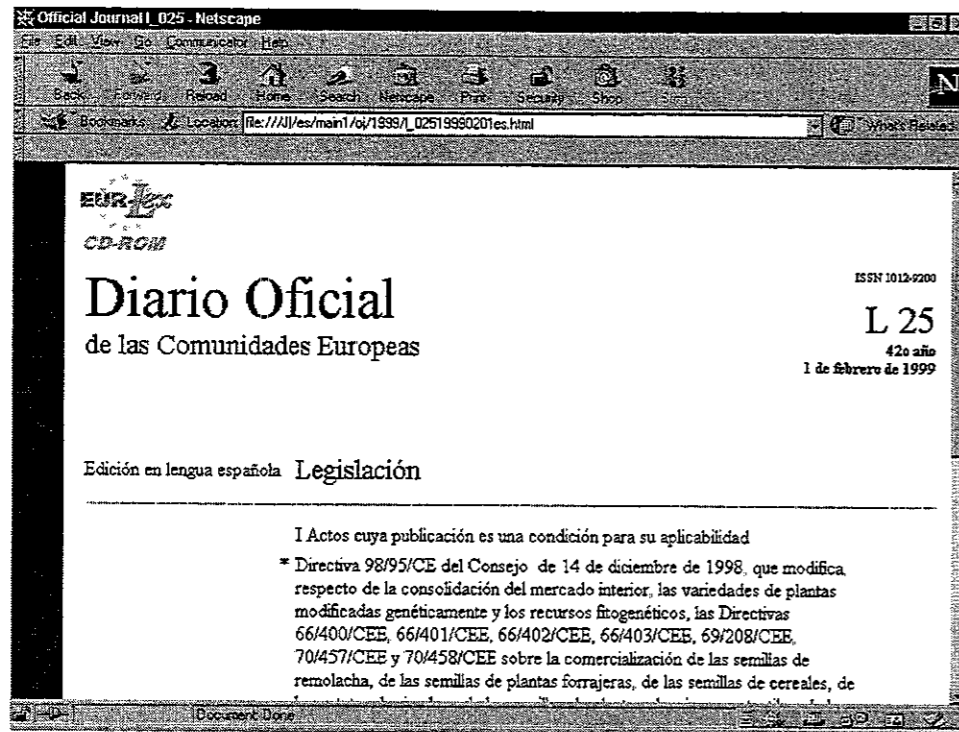 Official Journal l_025 - Netscape
File Edit View Go Communicator Help
Back Forward Reload Home Search Netscape Print Security Shop
Bookmarks Location: file:///J|/es/main1/oj/1999/l_02519990201es.html What's Related
N
EUR-Lex
CD-ROM
Diario Oficial
de las Comunidades Europeas
ISSN 1012-9200
L 25
42o año
1 de febrero de 1999
Edición en lengua española Legislación
I Actos cuya publicación es una condición para su aplicabilidad
* Directiva 98/95/CE del Consejo de 14 de diciembre de 1998, que modifica,
respecto de la consolidación del mercado interior, las variedades de plantas
modificadas genéticamente y los recursos fitogenéticos, las Directivas
66/400/CEE, 66/401/CEE, 66/402/CEE, 66/403/CEE, 69/208/CEE,
70/457/CEE y 70/458/CEE sobre la comercialización de las semillas de
remolacha, de las semillas de plantas forrajeras, de las semillas de cereales, de
Document: Done